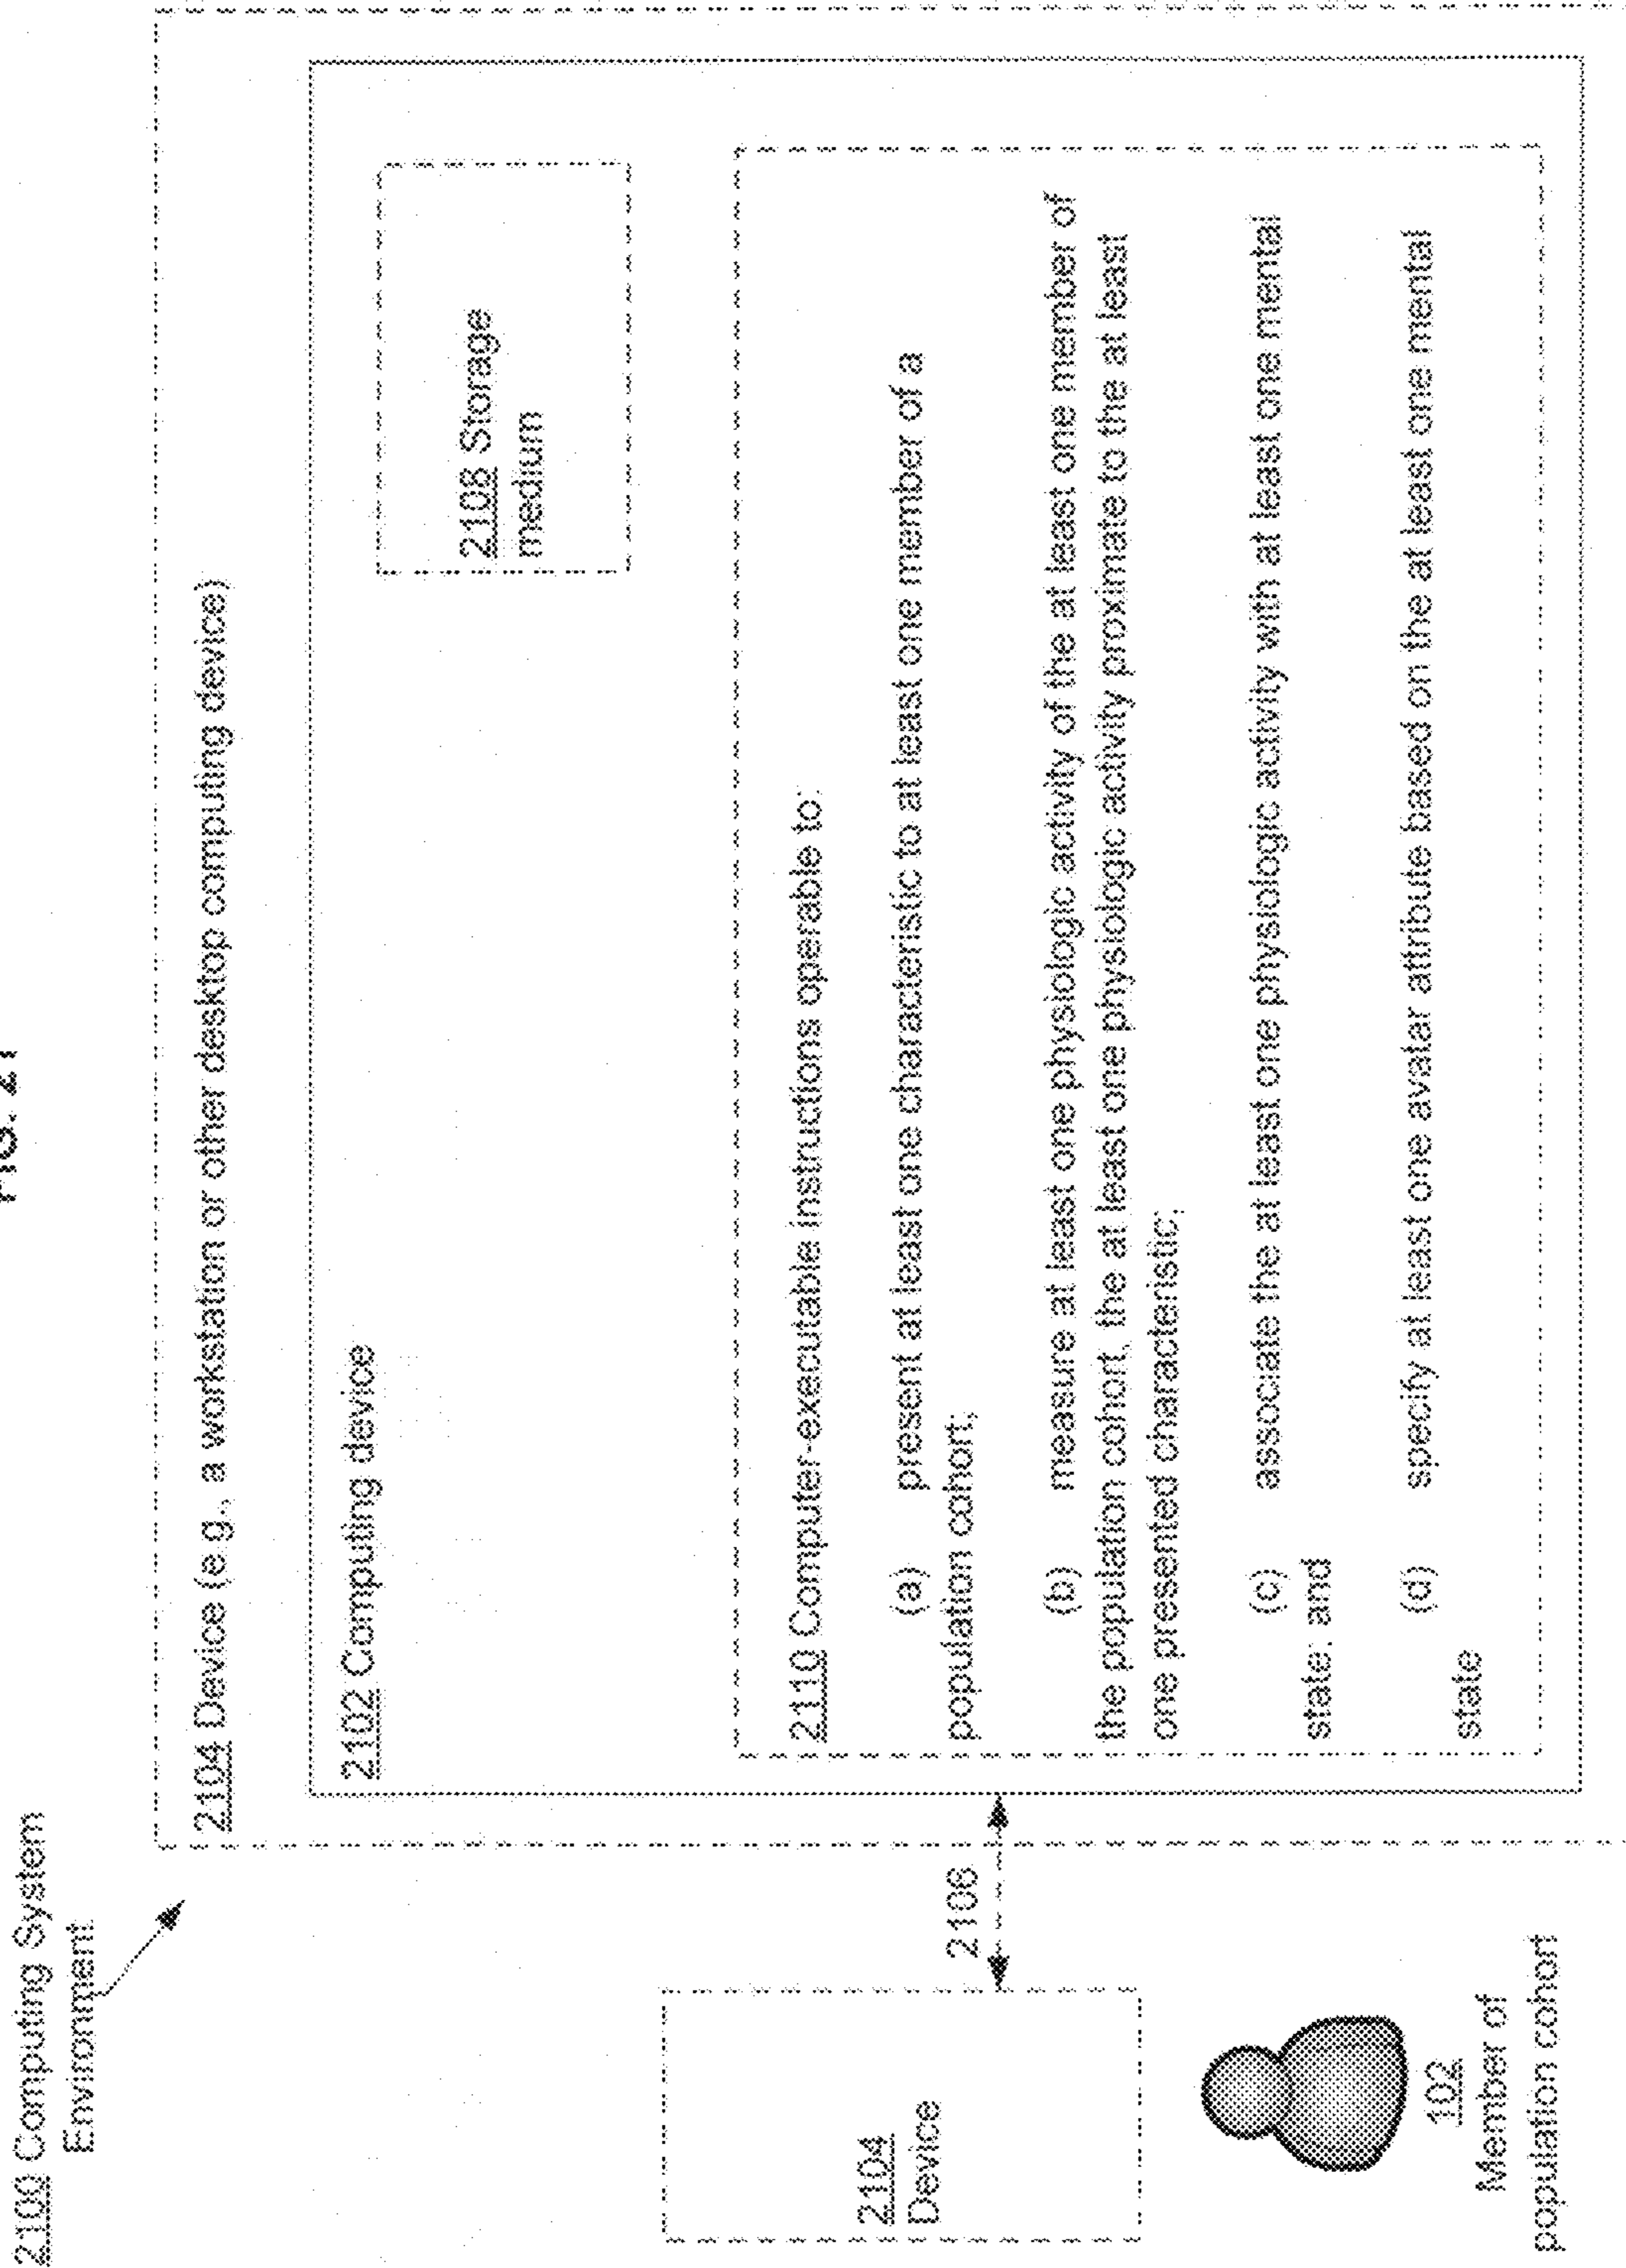 FIG. 21
2100 Computing System
Environment
2104 Device (e.g., a workstation or other desktop computing device)
2102 Computing device
2108 Storage
medium
2110 Computer-executable instructions operable to:
(a) present at least one characteristic to at least one member of a
population cohort;
(b) measure at least one physiologic activity of the at least one member of
the population cohort, the at least one physiologic activity proximate to the at least
one presented characteristic;
(c) associate the at least one physiologic activity with at least one mental
state; and
(d) specify at least one avatar attribute based on the at least one mental
state
2106
2104
Device
102
Member of
population cohort